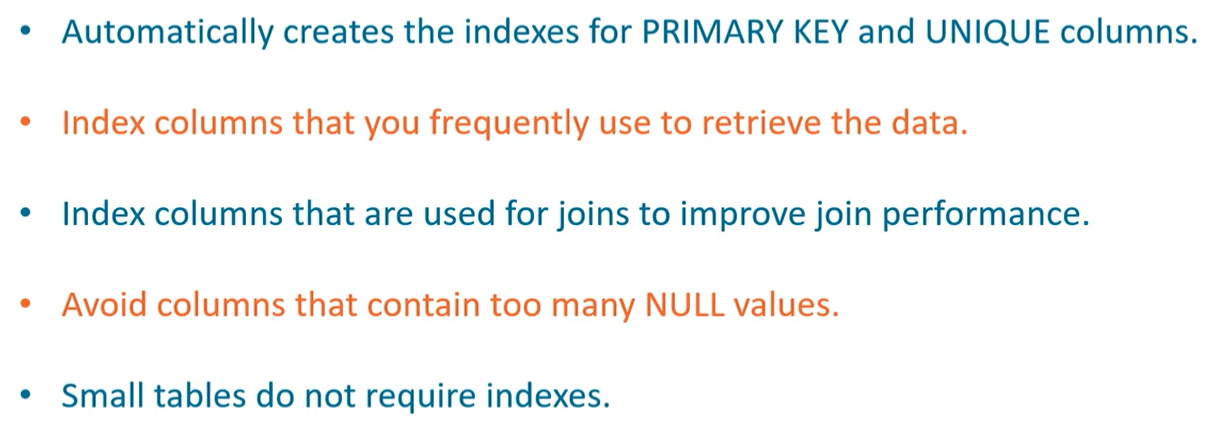 • Automatically creates the indexes for PRIMARY KEY and UNIQUE columns.
• Index columns that you frequently use to retrieve the data.
• Index columns that are used for joins to improve join performance.
• Avoid columns that contain too many NULL values.
• Small tables do not require indexes.